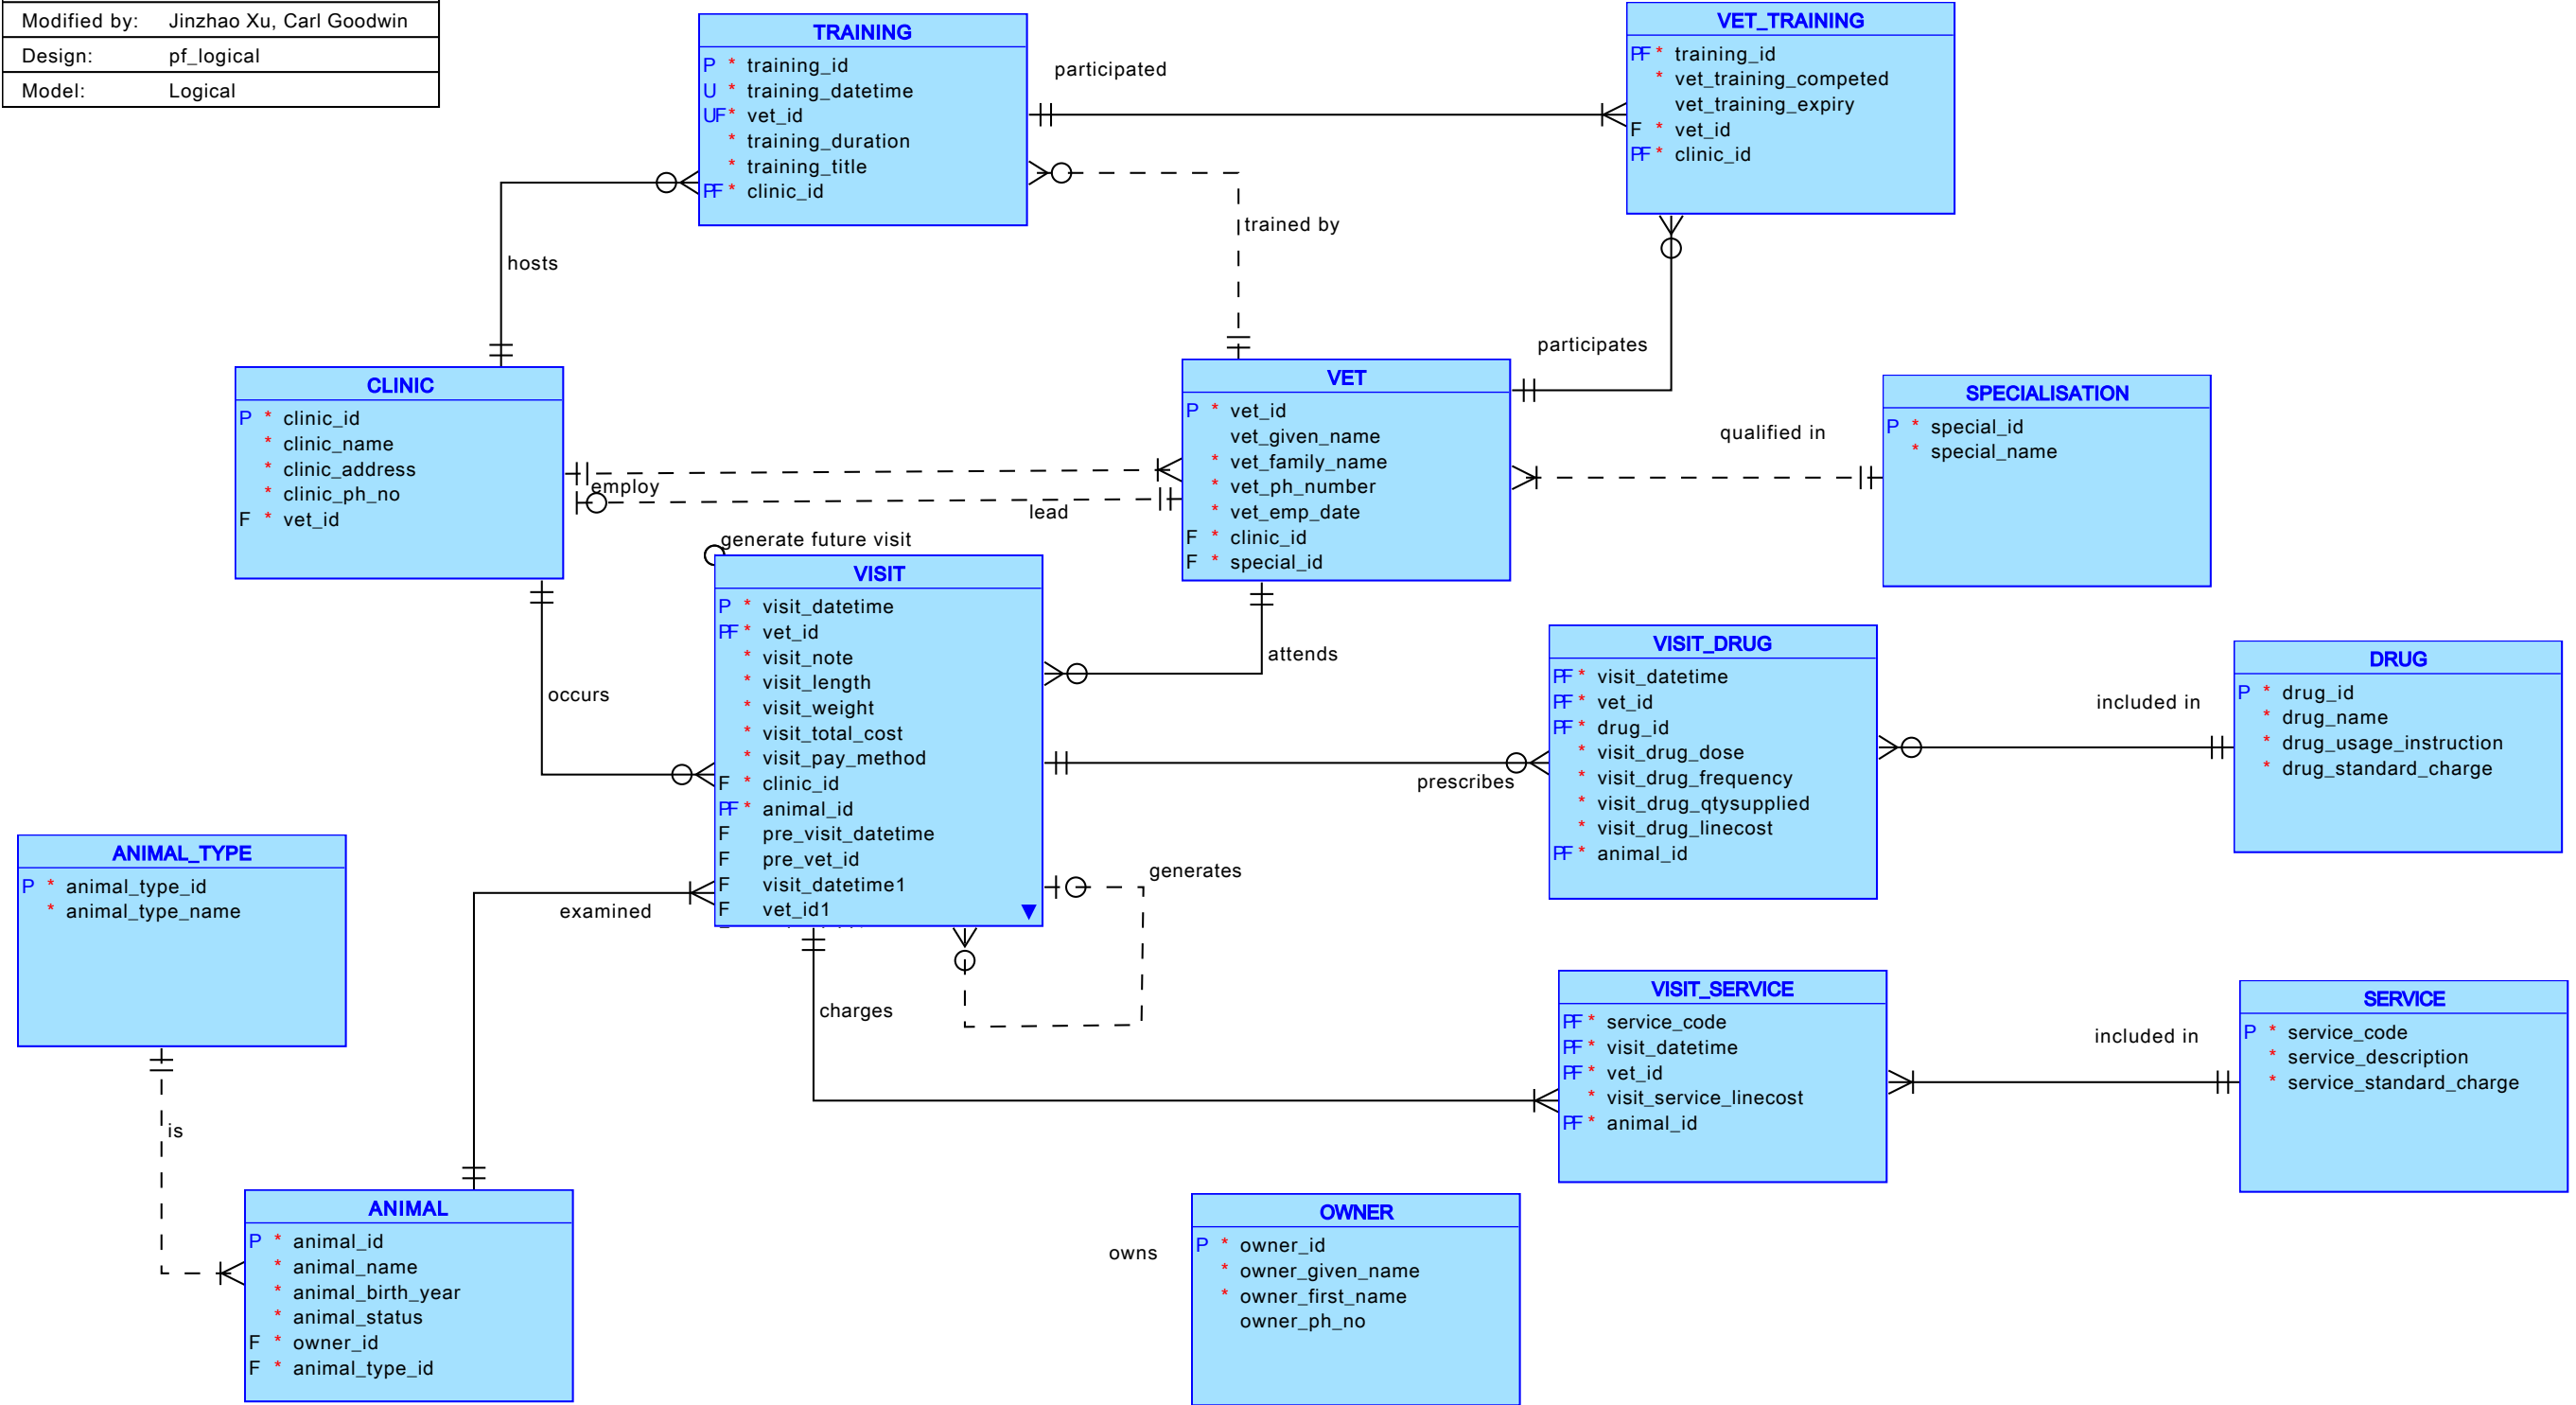 Modified by: Jinzhao Xu, Carl Goodwin
Design: pf_logical
Model: Logical
TRAINING
P * training_id
U * training_datetime
UF * vet_id
* training_duration
* training_title
PF * clinic_id
participated
VET_TRAINING
PF * training_id
* vet_training_competed
vet_training_expiry
F * vet_id
PF * clinic_id
trained by
hosts
participates
CLINIC
P * clinic_id
* clinic_name
* clinic_address
* clinic_ph_no
F * vet_id
employ
lead
VET
P * vet_id
vet_given_name
* vet_family_name
* vet_ph_number
* vet_emp_date
F * clinic_id
F * special_id
qualified in
SPECIALISATION
P * special_id
* special_name
generate future visit
VISIT
P * visit_datetime
PF * vet_id
* visit_note
* visit_length
* visit_weight
* visit_total_cost
* visit_pay_method
F * clinic_id
PF * animal_id
F pre_visit_datetime
F pre_vet_id
F visit_datetime1
F vet_id1
attends
occurs
prescribes
VISIT_DRUG
PF * visit_datetime
PF * vet_id
PF * drug_id
* visit_drug_dose
* visit_drug_frequency
* visit_drug_qtysupplied
* visit_drug_linecost
PF * animal_id
included in
DRUG
P * drug_id
* drug_name
* drug_usage_instruction
* drug_standard_charge
ANIMAL_TYPE
P * animal_type_id
* animal_type_name
examined
generates
charges
is
VISIT_SERVICE
PF * service_code
PF * visit_datetime
PF * vet_id
* visit_service_linecost
PF * animal_id
included in
SERVICE
P * service_code
* service_description
* service_standard_charge
ANIMAL
P * animal_id
* animal_name
* animal_birth_year
* animal_status
F * owner_id
F * animal_type_id
owns
OWNER
P * owner_id
* owner_given_name
* owner_first_name
owner_ph_no